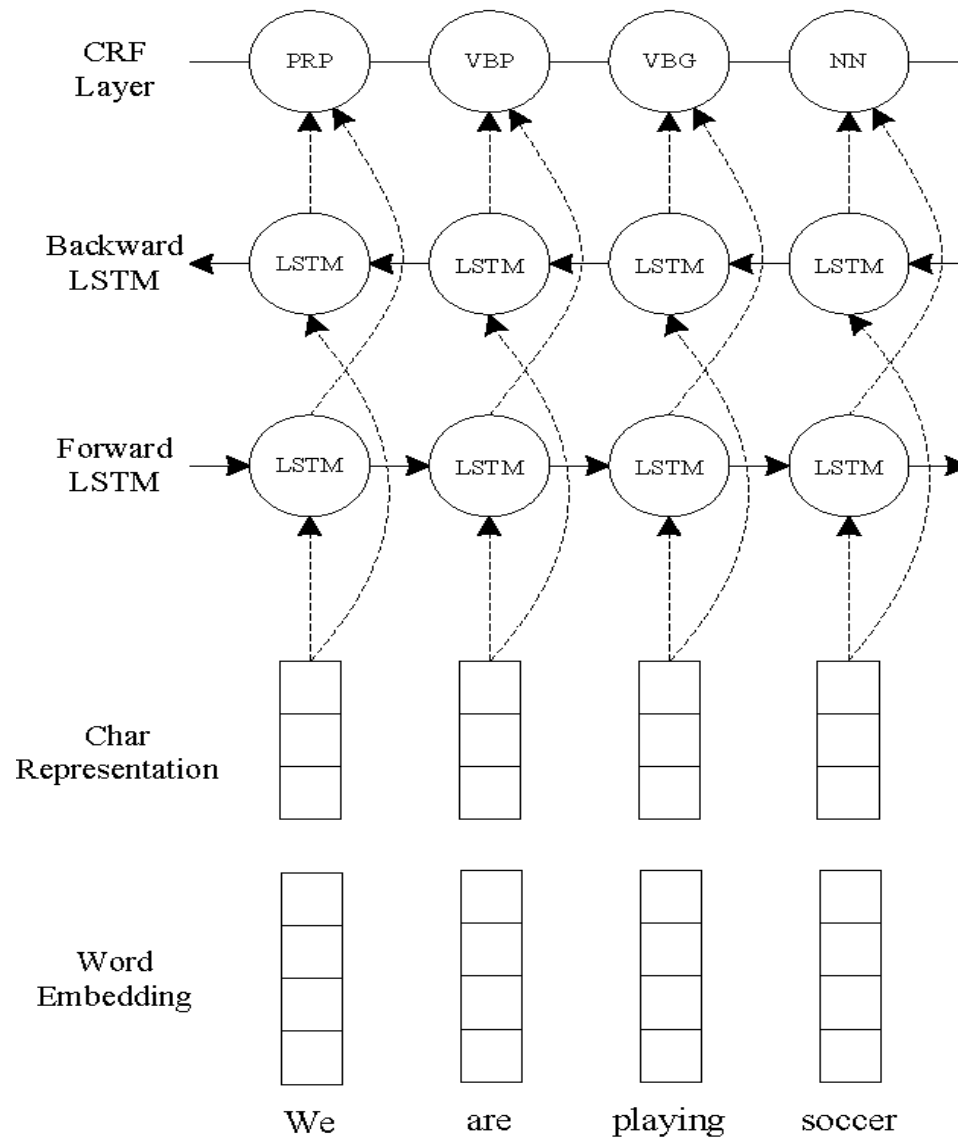 CRF
Layer
PRP VBP VBG NN
Backward
LSTM
LSTM LSTM LSTM LSTM
Forward
LSTM
LSTM LSTM LSTM LSTM
Char
Representation
Word
Embedding
We are playing soccer